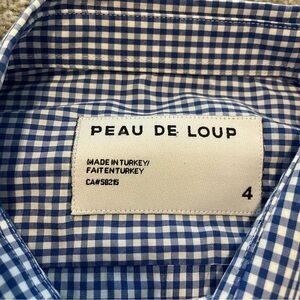 PEAU DE LOUP
(MADE IN TURKEY/
FAIT EN TURKEY
CA#58215
4